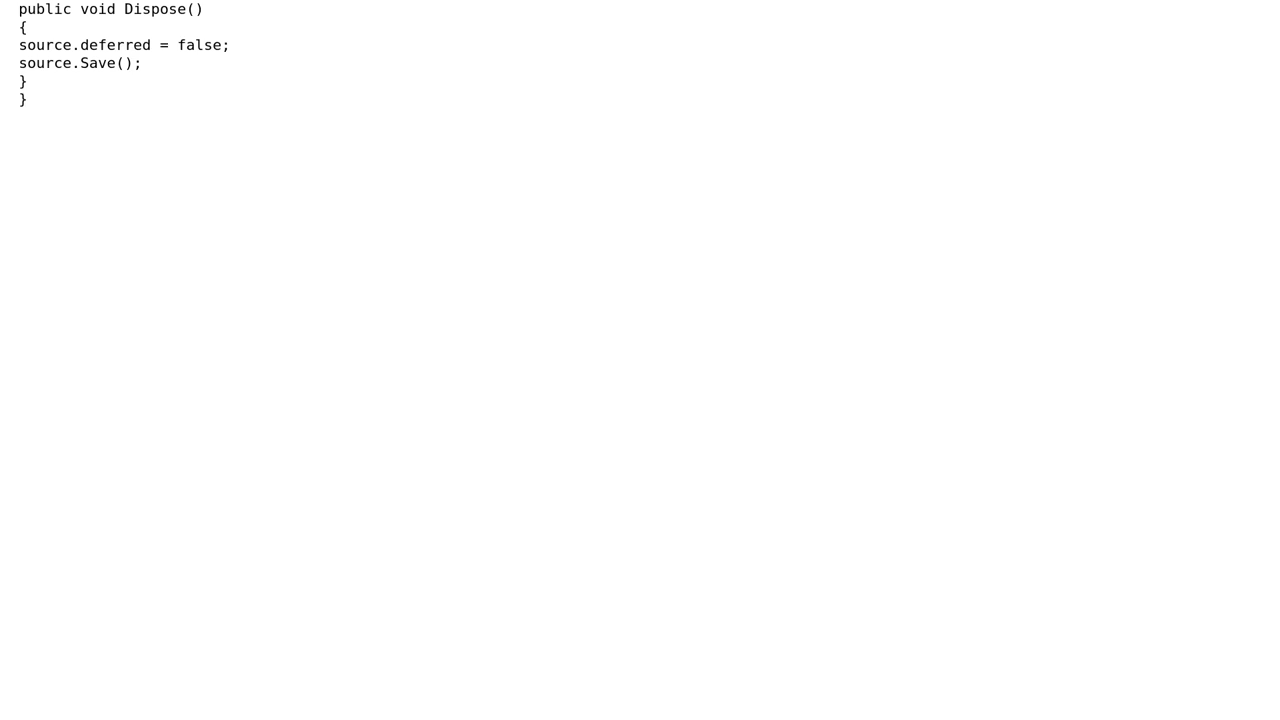 public void Dispose()
{
source.deferred = false;
source.Save();
}
}